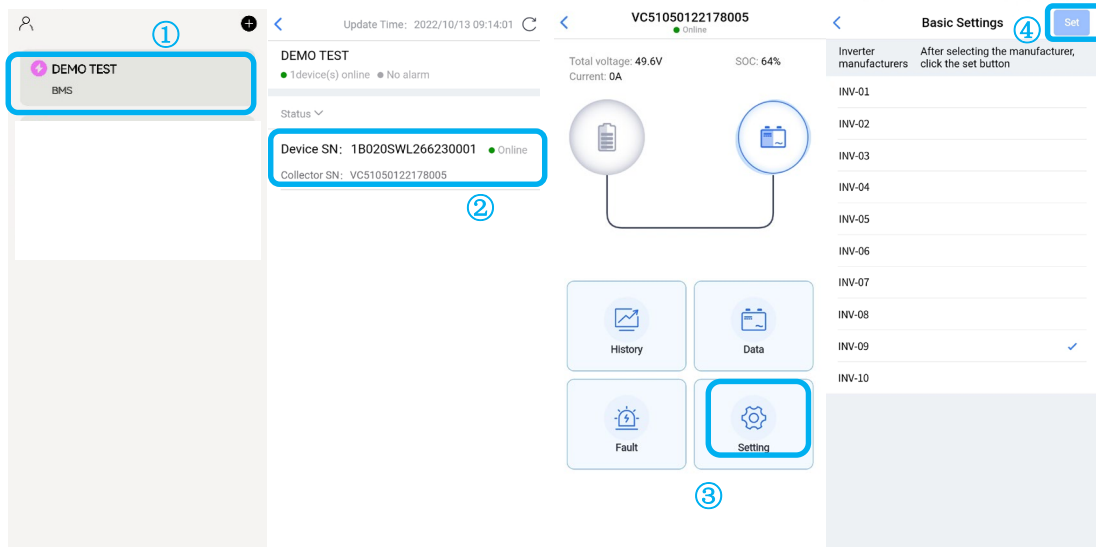 ①
DEMO TEST
BMS
Update Time: 2022/10/13 09:14:01
DEMO TEST
1device(s) online No alarm
Status
Device SN: 1B020SWL266230001 Online
Collector SN: VC51050122178005
②
VC51050122178005
Online
Total voltage: 49.6V SOC: 64%
Current: 0A
History Data
Fault Setting
③
Basic Settings ④ Set
Inverter manufacturers
After selecting the manufacturer,
click the set button
INV-01
INV-02
INV-03
INV-04
INV-05
INV-06
INV-07
INV-08
INV-09
INV-10